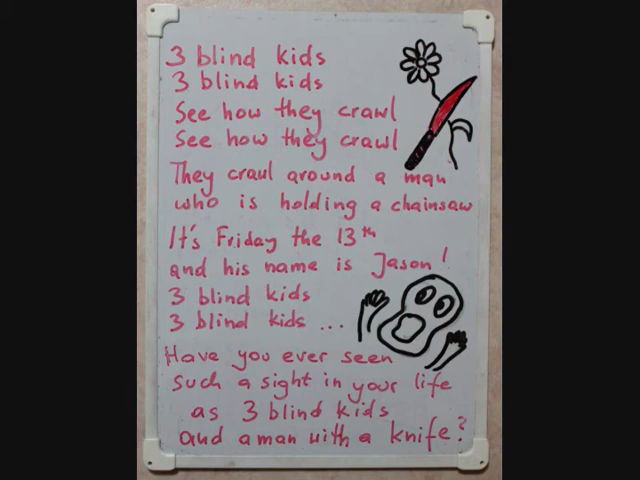 3 blind kids
3 blind kids
See how they crawl
See how they crawl
They crawl around a man
who is holding a chainsaw
It's Friday the 13th
and his name is Jason!
3 blind kids
3 blind kids ...
Have you ever seen
such a sight in your life
as 3 blind kids
and a man with a knife?